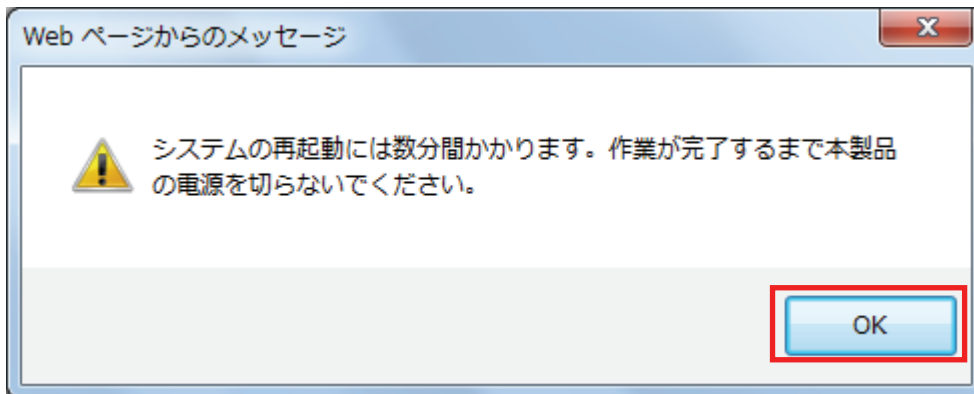 Web ページからのメッセージ
システムの再起動には数分間かかります。作業が完了するまで本製品
の電源を切らないでください。
OK